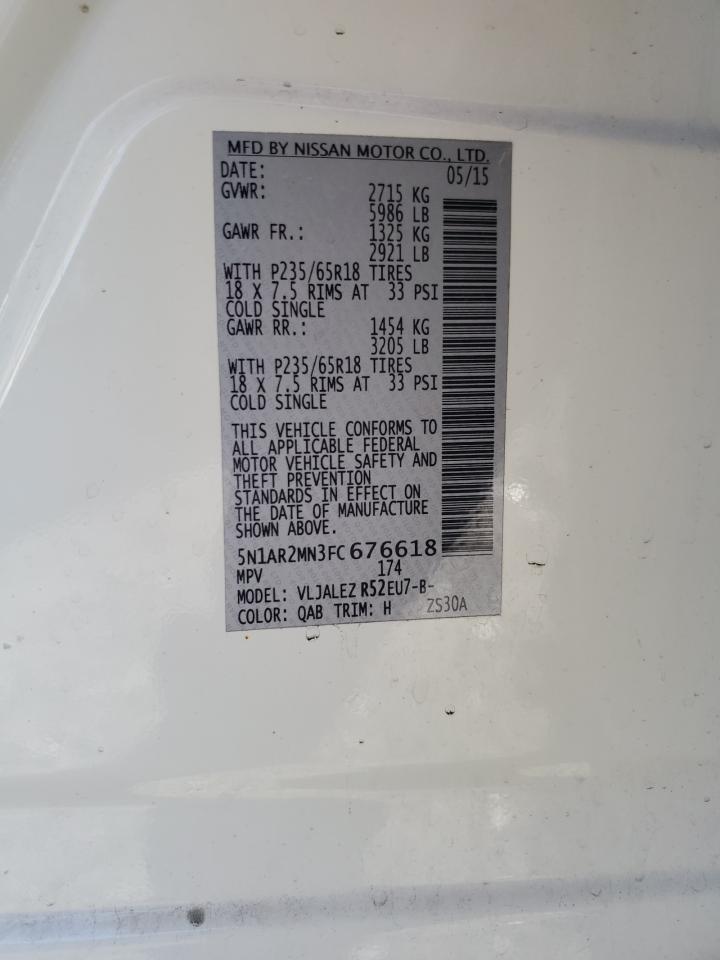 MFD BY NISSAN MOTOR CO., LTD.
DATE: 05/15
GVWR: 2715 KG
5986 LB
GAWR FR.: 1325 KG
2921 LB
WITH P235/65R18 TIRES
18 X 7.5 RIMS AT 33 PSI
COLD SINGLE
GAWR RR.: 1454 KG
3205 LB
WITH P235/65R18 TIRES
18 X 7.5 RIMS AT 33 PSI
COLD SINGLE
THIS VEHICLE CONFORMS TO
ALL APPLICABLE FEDERAL
MOTOR VEHICLE SAFETY AND
THEFT PREVENTION
STANDARDS IN EFFECT ON
THE DATE OF MANUFACTURE
SHOWN ABOVE.
5N1AR2MN3FC676618
MPV 174
MODEL: VLJALEZ R52EU7-B-
COLOR: QAB TRIM: H ZS30A